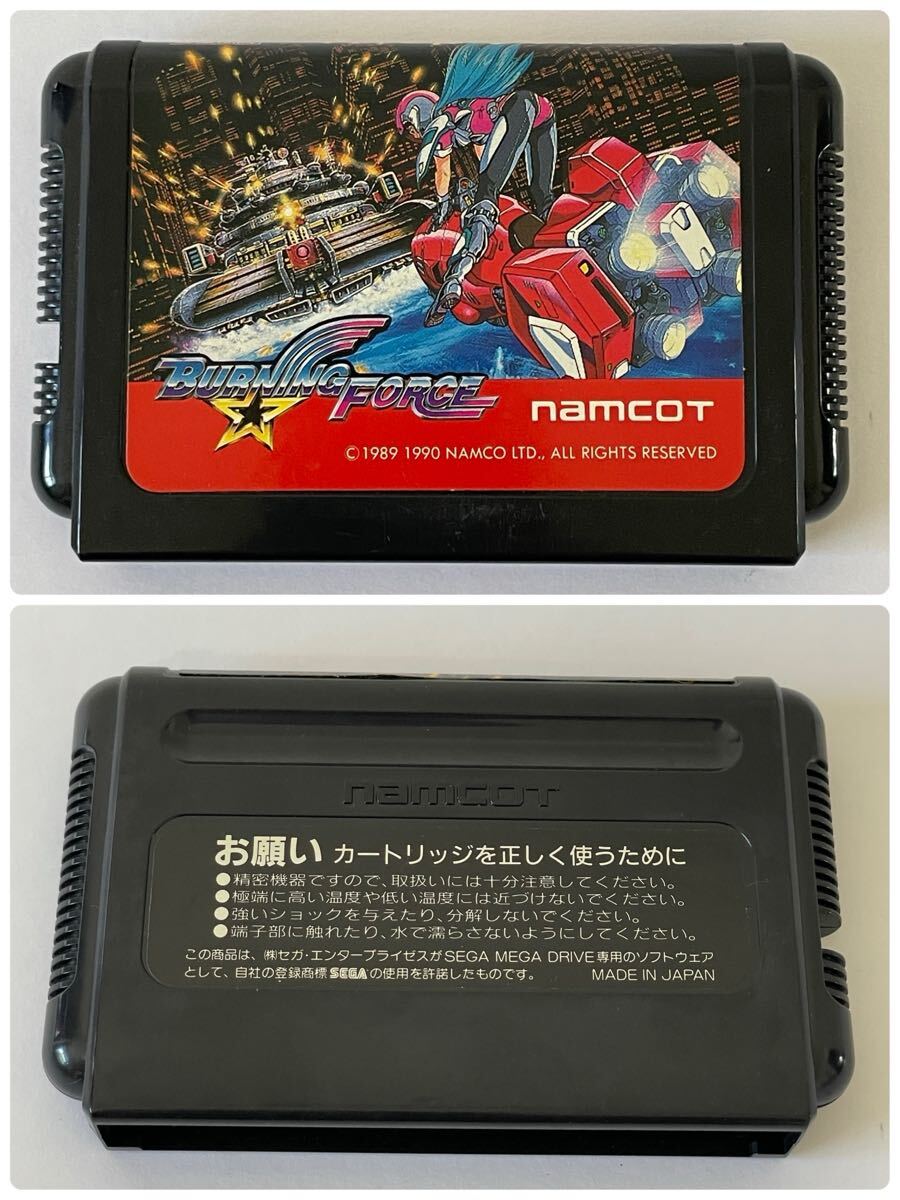 BURNING FORCE
namcot
© 1989 1990 NAMCO LTD., ALL RIGHTS RESERVED
namcot
お願い カートリッジを正しく使うために
●精密機器ですので、取扱いには十分注意してください。
●極端に高い温度や低い温度には近づけないでください。
●強いショックを与えたり、分解しないでください。
●端子部に触れたり、水で濡らさないようにしてください。
この商品は、㈱セガ・エンタープライゼスがSEGA MEGA DRIVE専用のソフトウェア
として、自社の登録商標SEGAの使用を許諾したものです。 MADE IN JAPAN